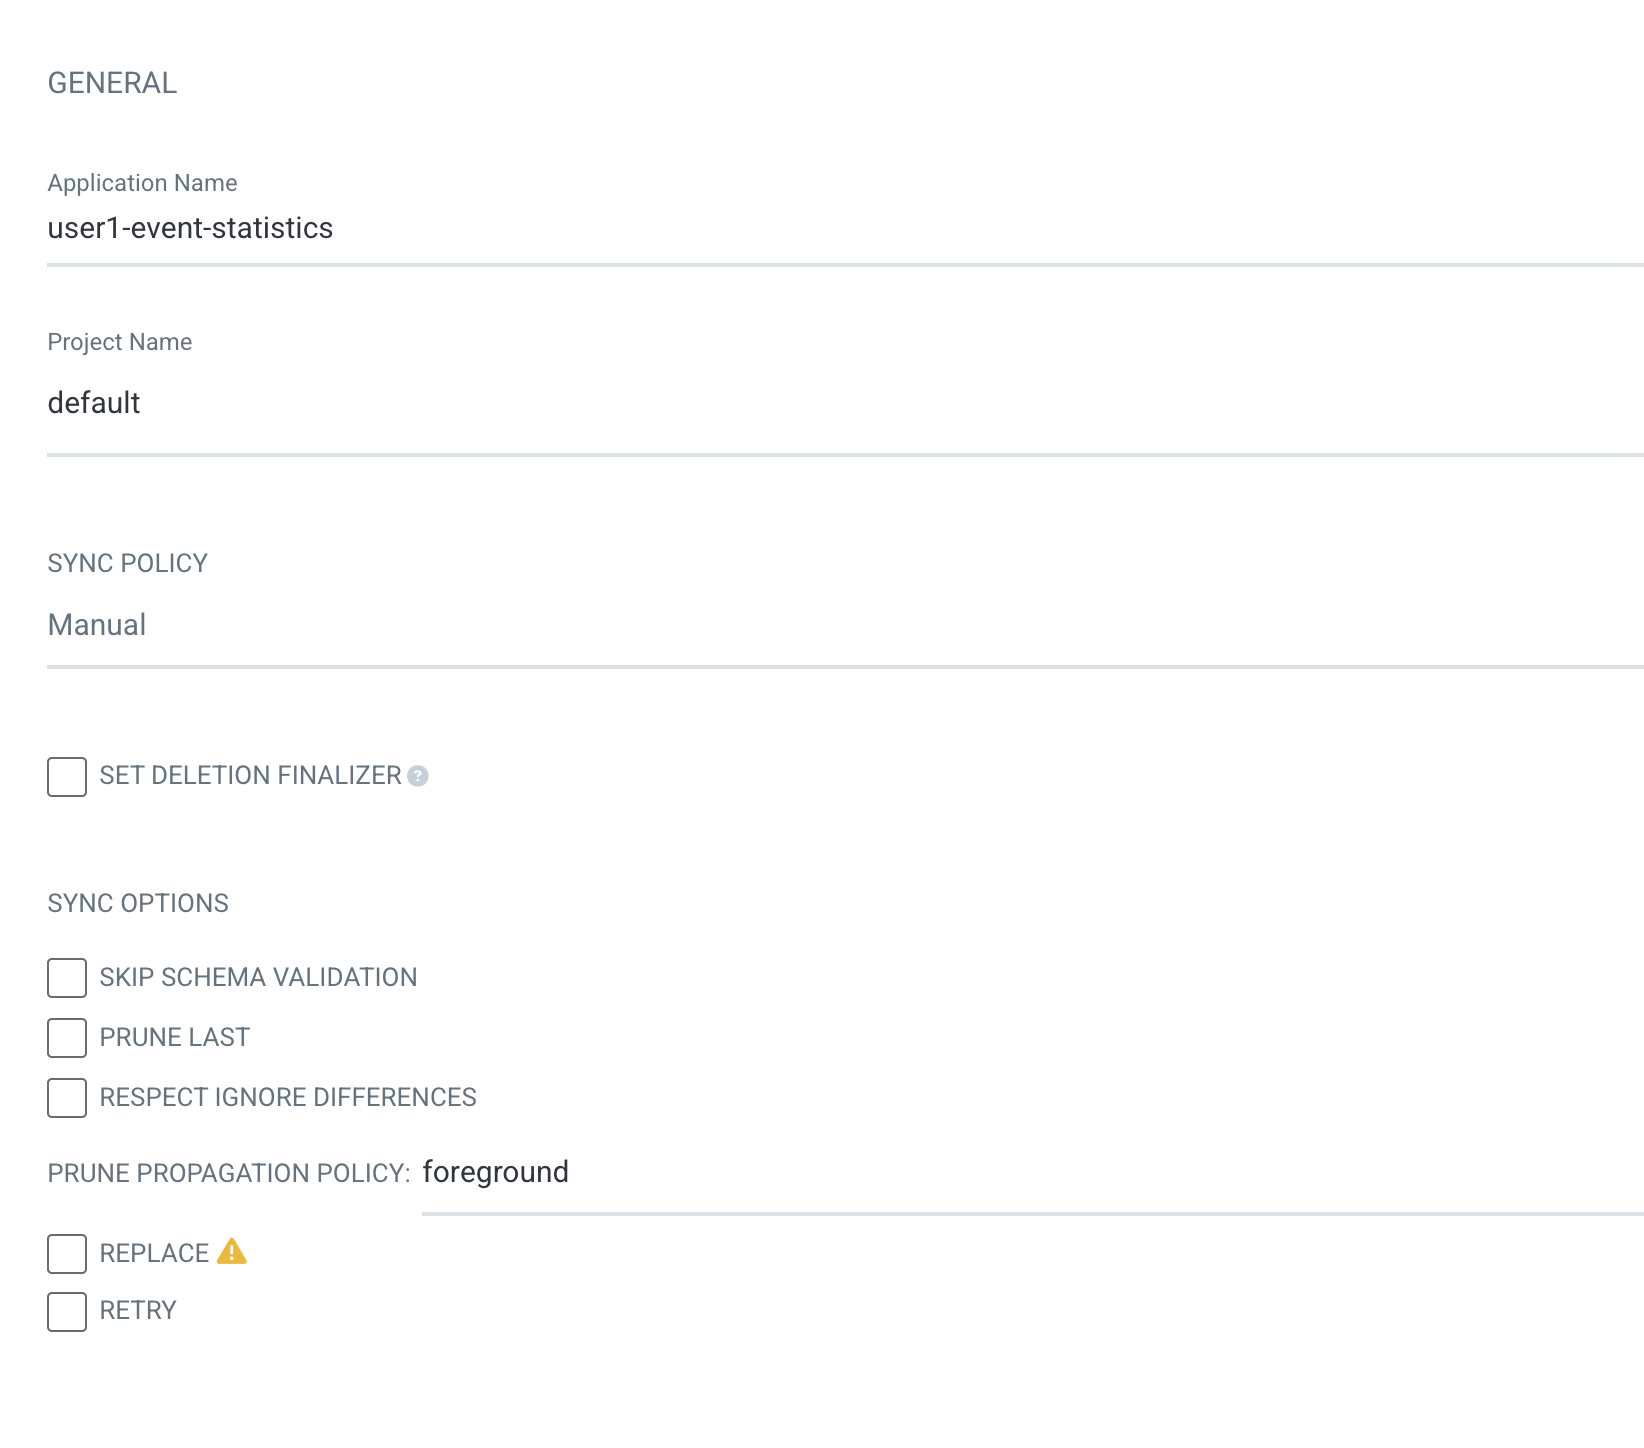 GENERAL
Application Name
user1-event-statistics
Project Name
default
SYNC POLICY
Manual
SET DELETION FINALIZER ?
SYNC OPTIONS
SKIP SCHEMA VALIDATION
PRUNE LAST
RESPECT IGNORE DIFFERENCES
PRUNE PROPAGATION POLICY: foreground
REPLACE
RETRY